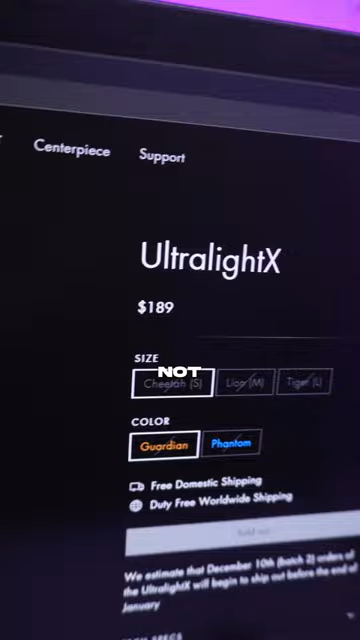 Centerpiece Support
UltralightX
$189
SIZE
NOT
Cheetah (S) Lion (M) Tiger (L)
COLOR
Guardian Phantom
Free Domestic Shipping
Duty Free Worldwide Shipping
Sold out
We estimate that December 10th (batch 2) orders of
the UltralightX will begin to ship out before the end of
January